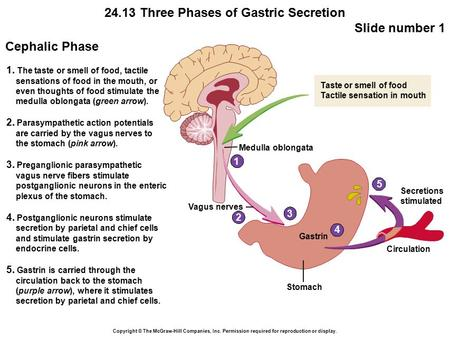 24.13 Three Phases of Gastric Secretion
Slide number 1
Cephalic Phase
1. The taste or smell of food, tactile
sensations of food in the mouth, or
even thoughts of food stimulate the
medulla oblongata (green arrow).
2. Parasympathetic action potentials
are carried by the vagus nerves to
the stomach (pink arrow).
3. Preganglionic parasympathetic
vagus nerve fibers stimulate
postganglionic neurons in the enteric
plexus of the stomach.
4. Postganglionic neurons stimulate
secretion by parietal and chief cells
and stimulate gastrin secretion by
endocrine cells.
5. Gastrin is carried through the
circulation back to the stomach
(purple arrow), where it stimulates
secretion by parietal and chief cells.
Taste or smell of food
Tactile sensation in mouth
Medulla oblongata
1
5
Secretions
stimulated
Vagus nerves
2
3
4
Gastrin
Circulation
Stomach
Copyright © The McGraw-Hill Companies, Inc. Permission required for reproduction or display.